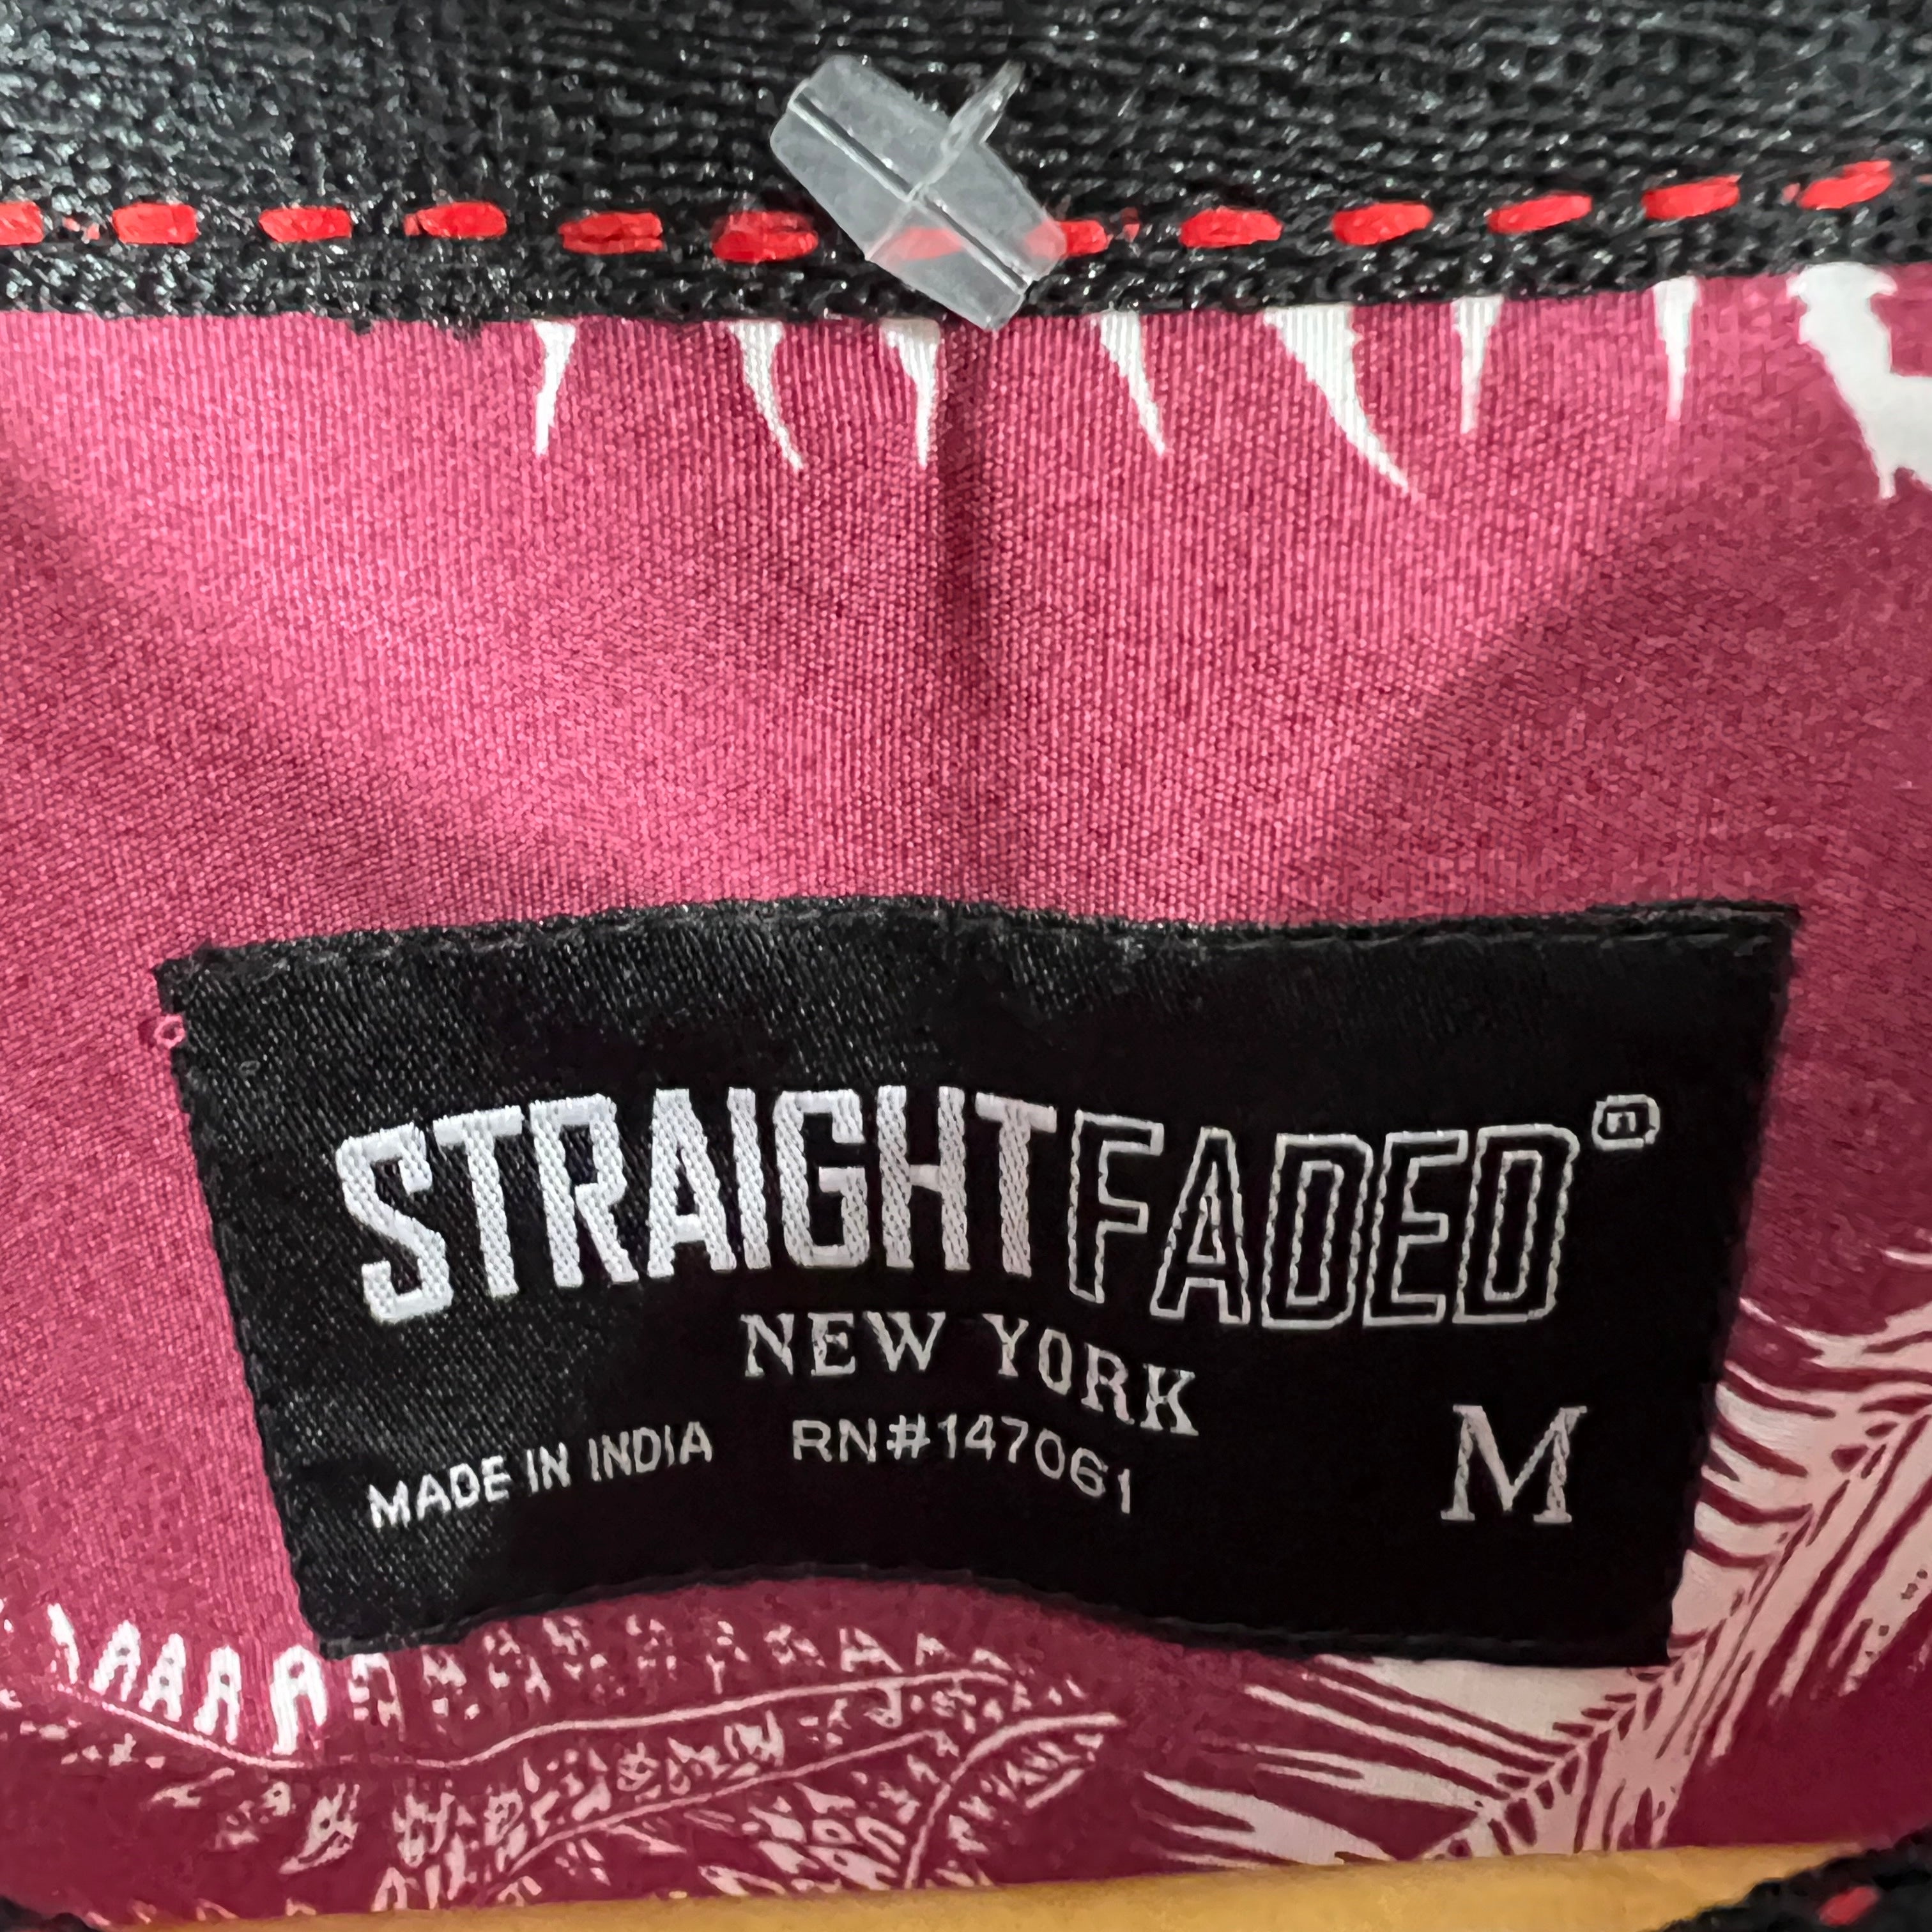 STRAIGHTFADED
NEW YORK
MADE IN INDIA RN#147061
M